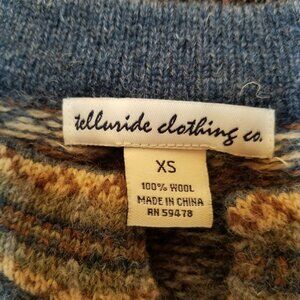 telluride clothing co.
XS
100% WOOL
MADE IN CHINA
RN 59478